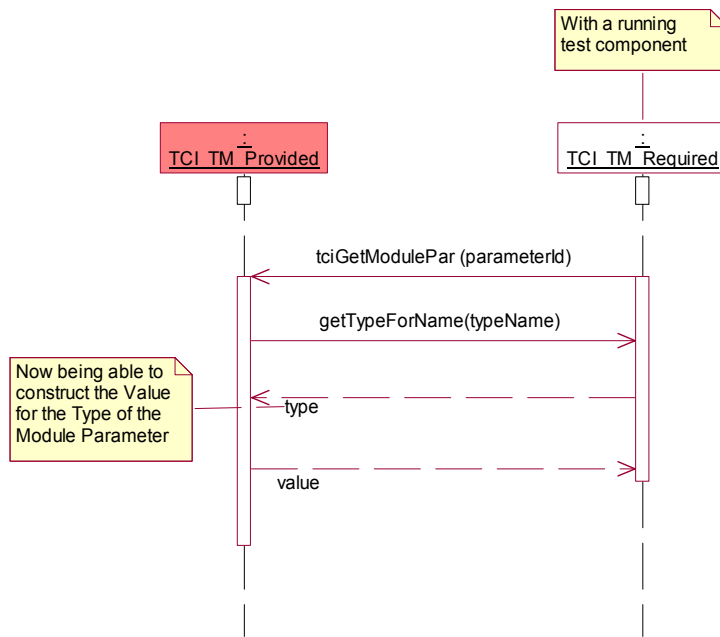 With a running
test component
:
TCI_TM_Provided
:
TCI_TM_Required
tciGetModulePar (parameterId)
getTypeForName(typeName)
Now being able to
construct the Value
for the Type of the
Module Parameter
type
value